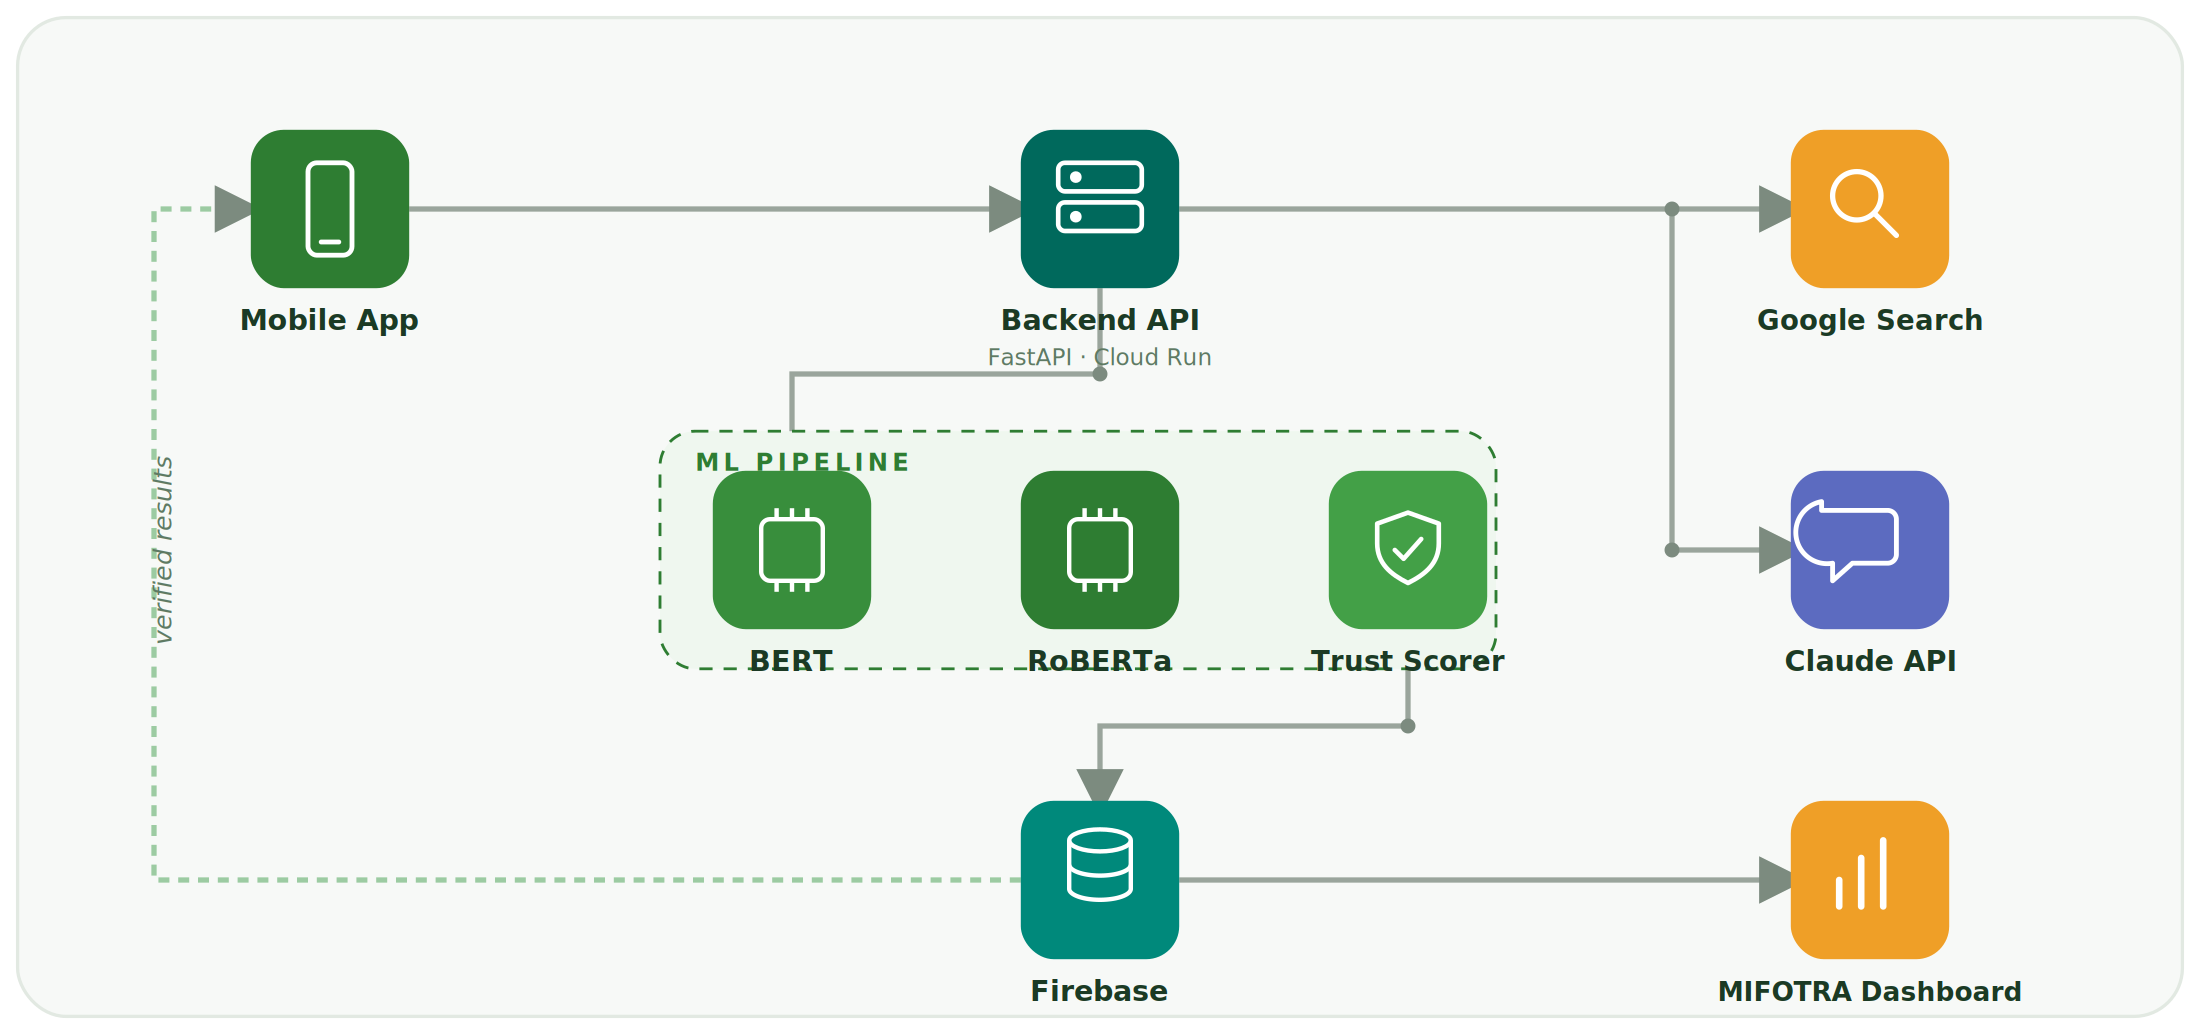 Mobile App
Backend API
FastAPI · Cloud Run
Google Search
ML PIPELINE
verified results
BERT
RoBERTa
Trust Scorer
Claude API
Firebase
MIFOTRA Dashboard